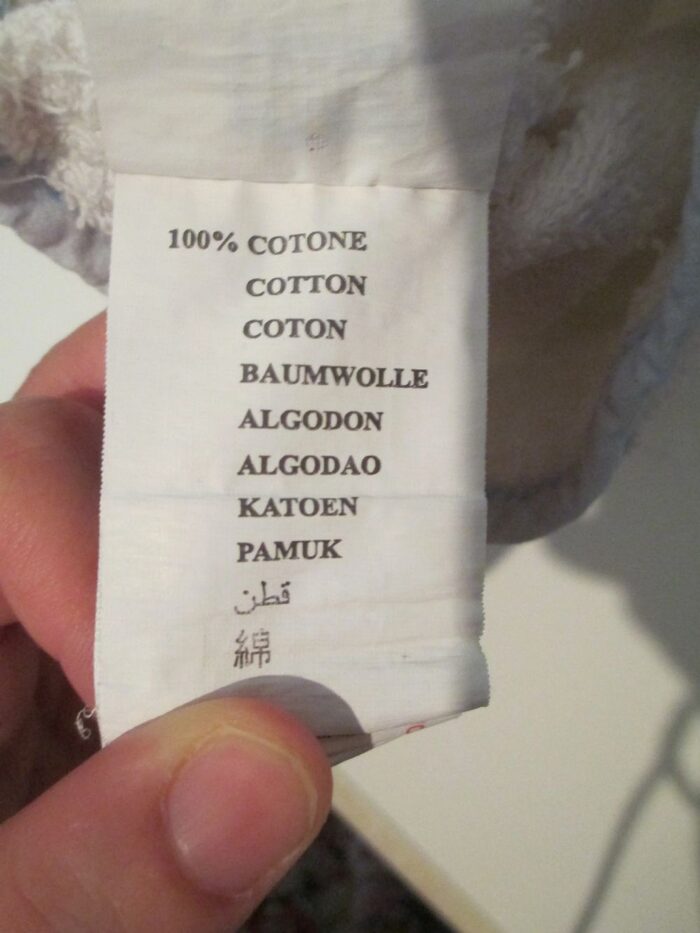 100% COTONE
COTTON
COTON
BAUMWOLLE
ALGODON
ALGODAO
KATOEN
PAMUK
قطن
綿